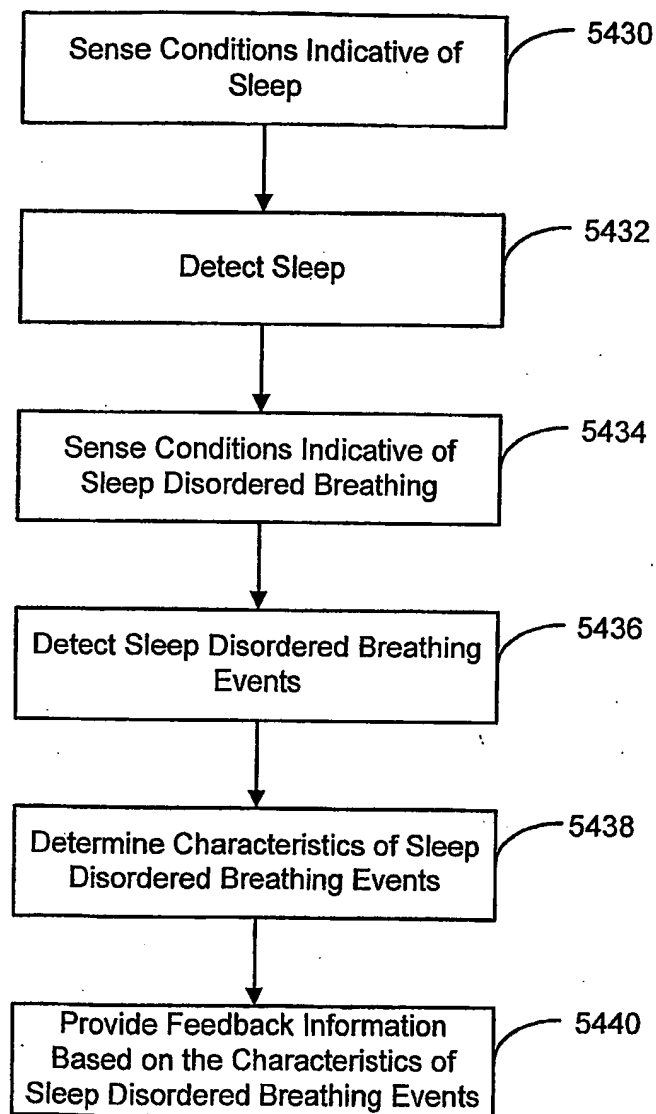 Sense Conditions Indicative of
Sleep
5430
Detect Sleep
5432
Sense Conditions Indicative of
Sleep Disordered Breathing
5434
Detect Sleep Disordered Breathing
Events
5436
Determine Characteristics of Sleep
Disordered Breathing Events
5438
Provide Feedback Information
Based on the Characteristics of
Sleep Disordered Breathing Events
5440